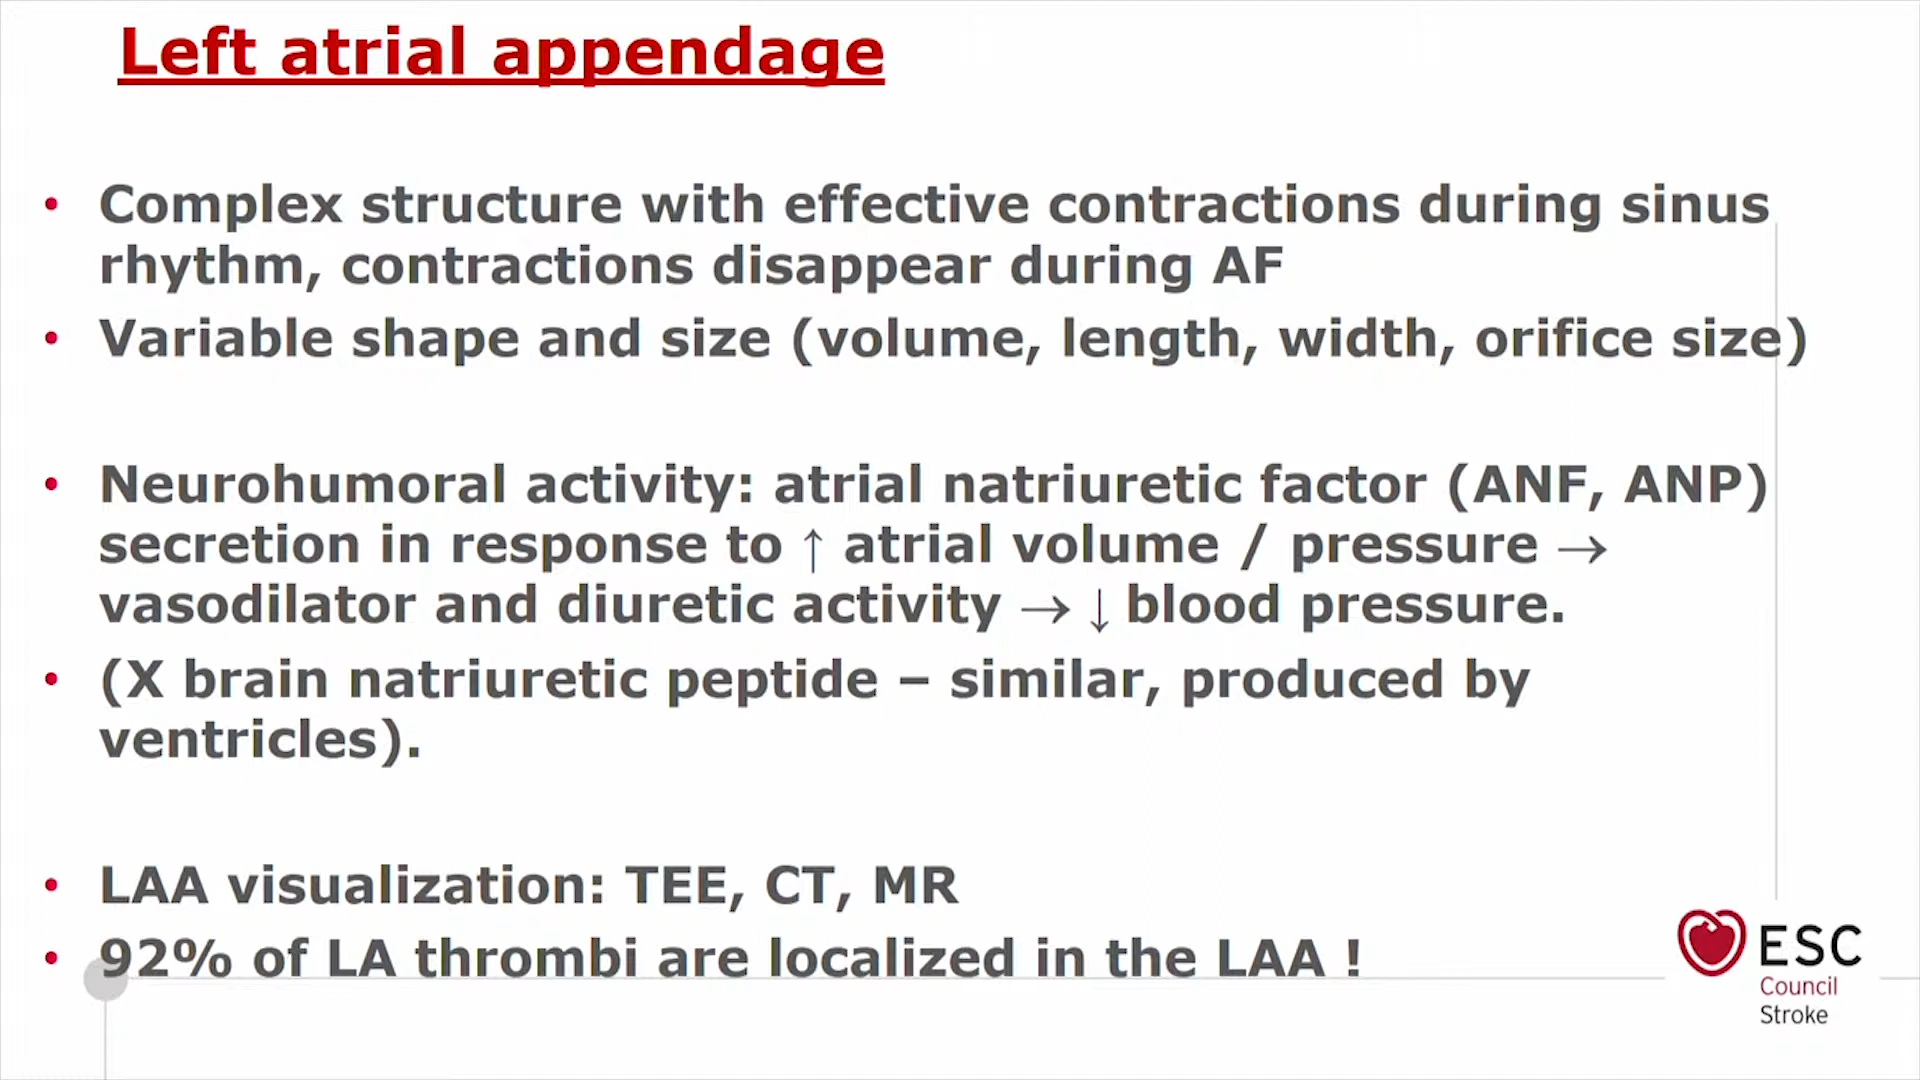 Left atrial appendage
• Complex structure with effective contractions during sinus
rhythm, contractions disappear during AF
• Variable shape and size (volume, length, width, orifice size)
• Neurohumoral activity: atrial natriuretic factor (ANF, ANP)
secretion in response to ↑ atrial volume / pressure →
vasodilator and diuretic activity → ↓ blood pressure.
• (X brain natriuretic peptide – similar, produced by
ventricles).
• LAA visualization: TEE, CT, MR
• 92% of LA thrombi are localized in the LAA !
ESC
Council
Stroke